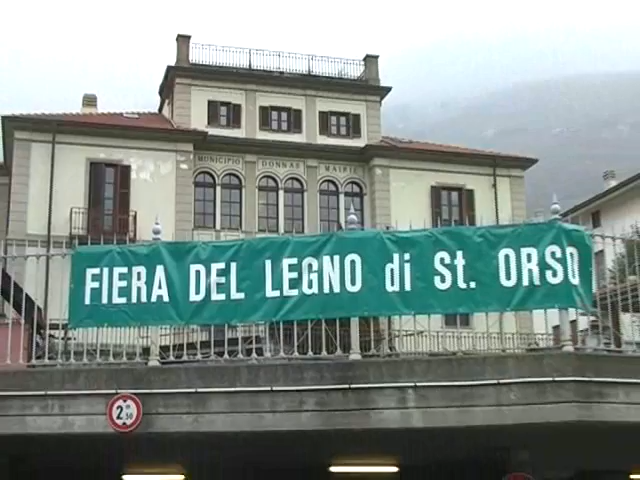 MUNICIPIO DONNAS MAIRIE
FIERA DEL LEGNO di St. ORSO
2.m 50